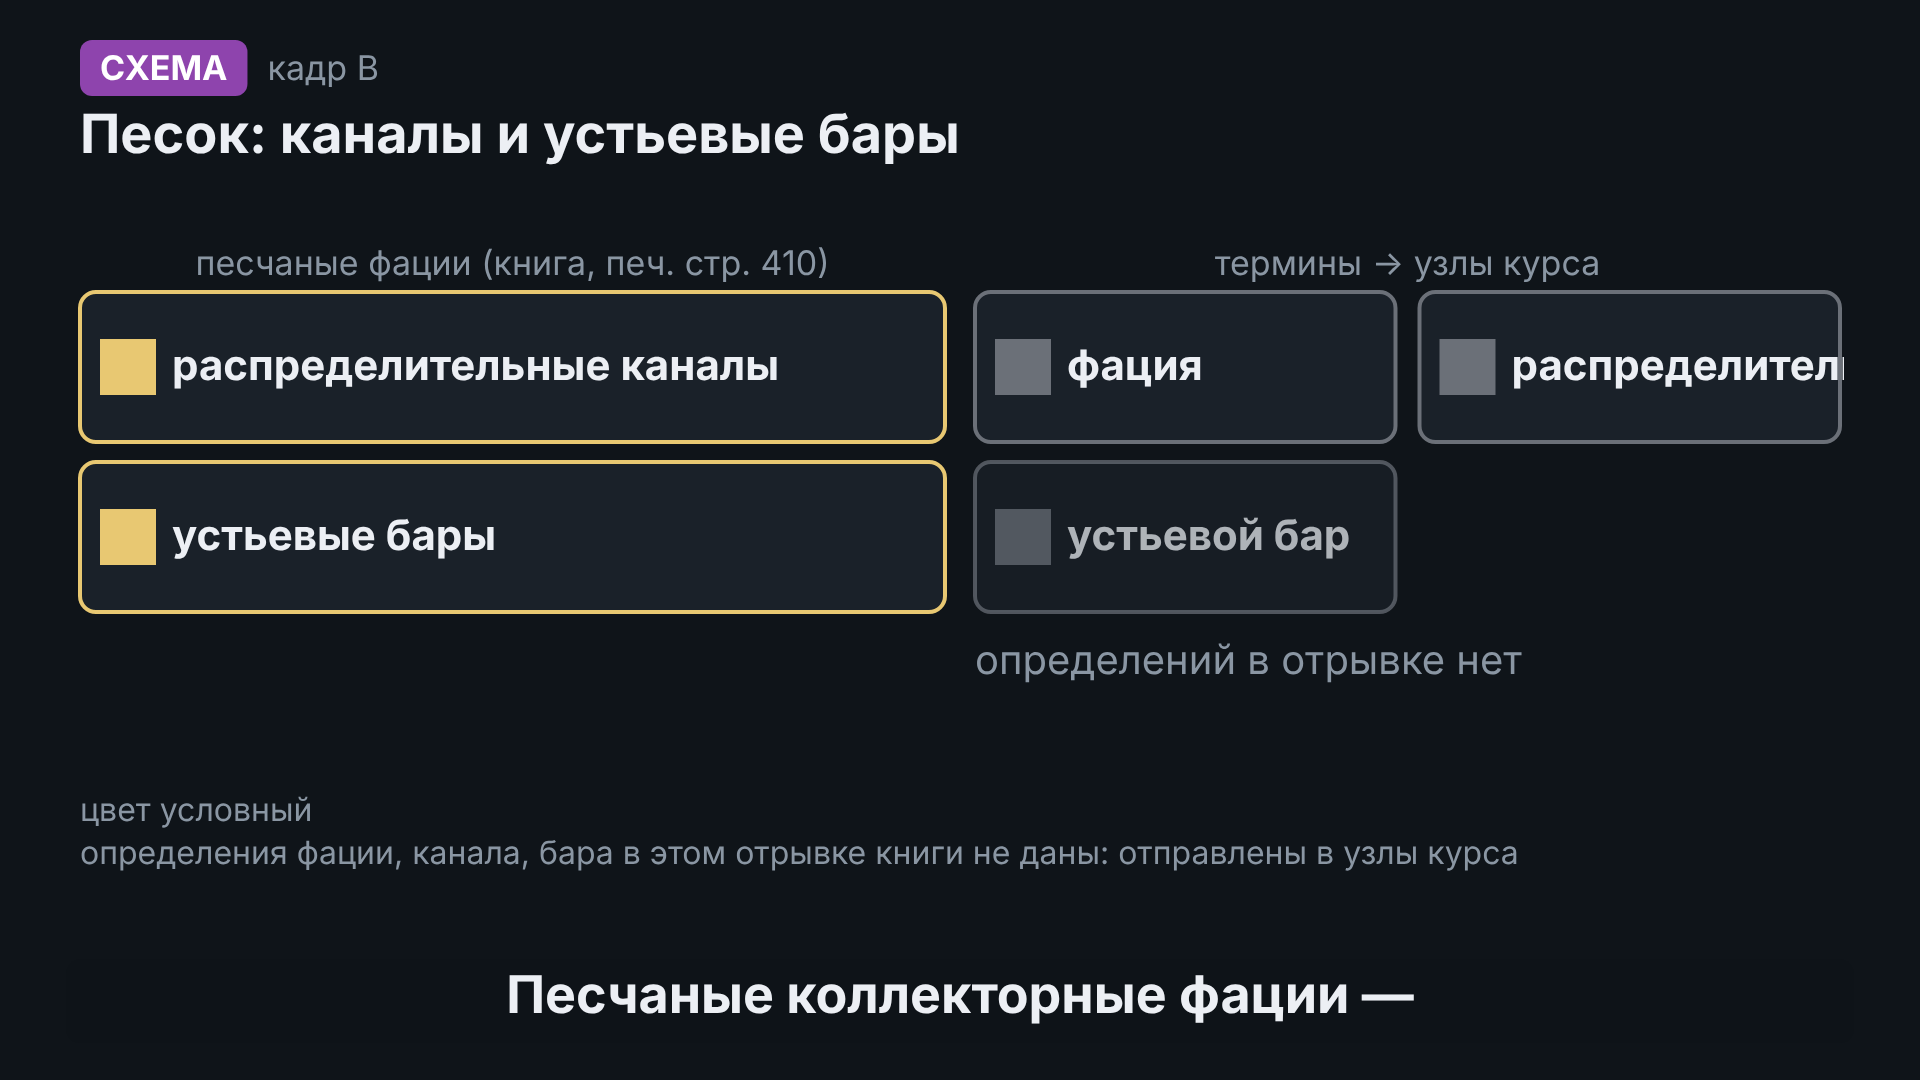 СХЕМА кадр В
Песок: каналы и устьевые бары
песчаные фации (книга, печ. стр. 410)
термины → узлы курса
распределительные каналы
фация
распределител
устьевые бары
устьевой бар
определений в отрывке нет
цвет условный
определения фации, канала, бара в этом отрывке книги не даны: отправлены в узлы курса
Песчаные коллекторные фации —